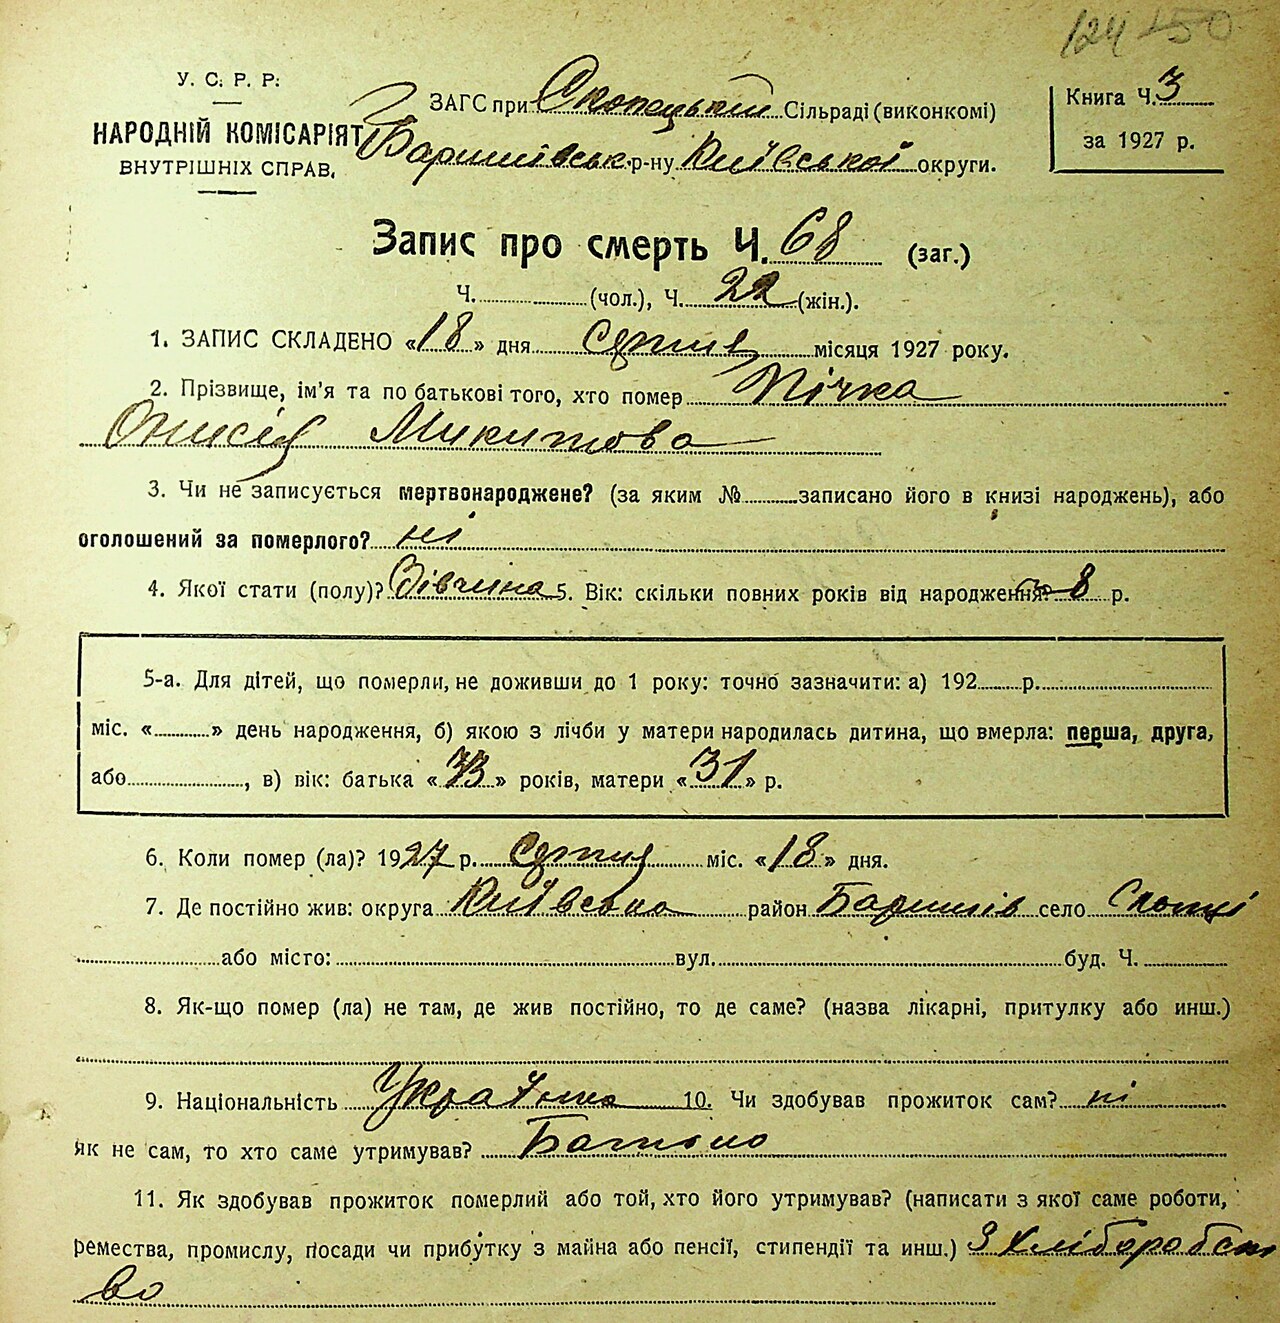 124 150
У. С. Р. Р.
НАРОДНІЙ КОМІСАРІЯТ
ВНУТРІШНІХ СПРАВ.
ЗАГС при Скопецькій Сільраді (виконкомі)
Баришівськ. р-ну Київської округи.
Книга Ч. 3
за 1927 р.
Запис про смерть Ч. 68 (заг.)
Ч. (чол.), Ч. 22 (жін.).
1. ЗАПИС СКЛАДЕНО «18» дня Серпня місяця 1927 року.
2. Прізвище, ім'я та по батькові того, хто помер Пічка
Онисія Микитова
3. Чи не записується мертвонароджене? (за яким № записано його в книзі народжень), або
оголошений за померлого? ні
4. Якої стати (полу)? Дівчина 5. Вік: скільки повних років від народження? 8 р.
5-а. Для дітей, що померли, не доживши до 1 року: точно зазначити: а) 192 р.
міс. « » день народження, б) якою з лічби у матери народилась дитина, що вмерла: перша, друга,
або , в) вік: батька «33» років, матери «31» р.
6. Коли помер (ла)? 1927 р. Серпня міс. «18» дня.
7. Де постійно жив: округа Київська район Баришів село Скопці
або місто: вул. буд. Ч.
8. Як-що помер (ла) не там, де жив постійно, то де саме? (назва лікарні, притулку або инш.)
9. Національність Українка 10. Чи здобував прожиток сам? ні
Як не сам, то хто саме утримував? Батько
11. Як здобував прожиток померлий або той, хто його утримував? (написати з якої саме роботи,
ремества, промислу, посади чи прибутку з майна або пенсії, стипендії та инш.) З Хліборобст
во